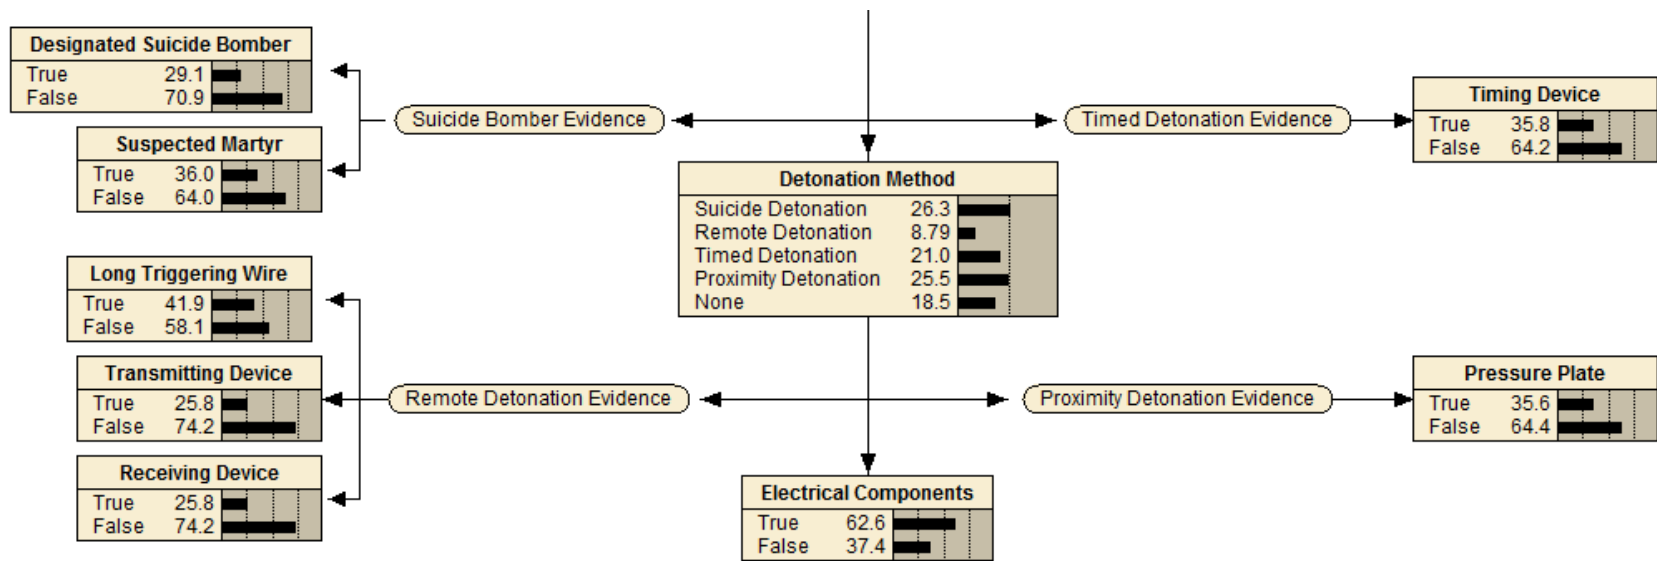 Designated Suicide Bomber
True 29.1
False 70.9
Suspected Martyr
True 36.0
False 64.0
Suicide Bomber Evidence
Timed Detonation Evidence
Timing Device
True 35.8
False 64.2
Detonation Method
Suicide Detonation 26.3
Remote Detonation 8.79
Timed Detonation 21.0
Proximity Detonation 25.5
None 18.5
Long Triggering Wire
True 41.9
False 58.1
Transmitting Device
True 25.8
False 74.2
Receiving Device
True 25.8
False 74.2
Remote Detonation Evidence
Proximity Detonation Evidence
Pressure Plate
True 35.6
False 64.4
Electrical Components
True 62.6
False 37.4